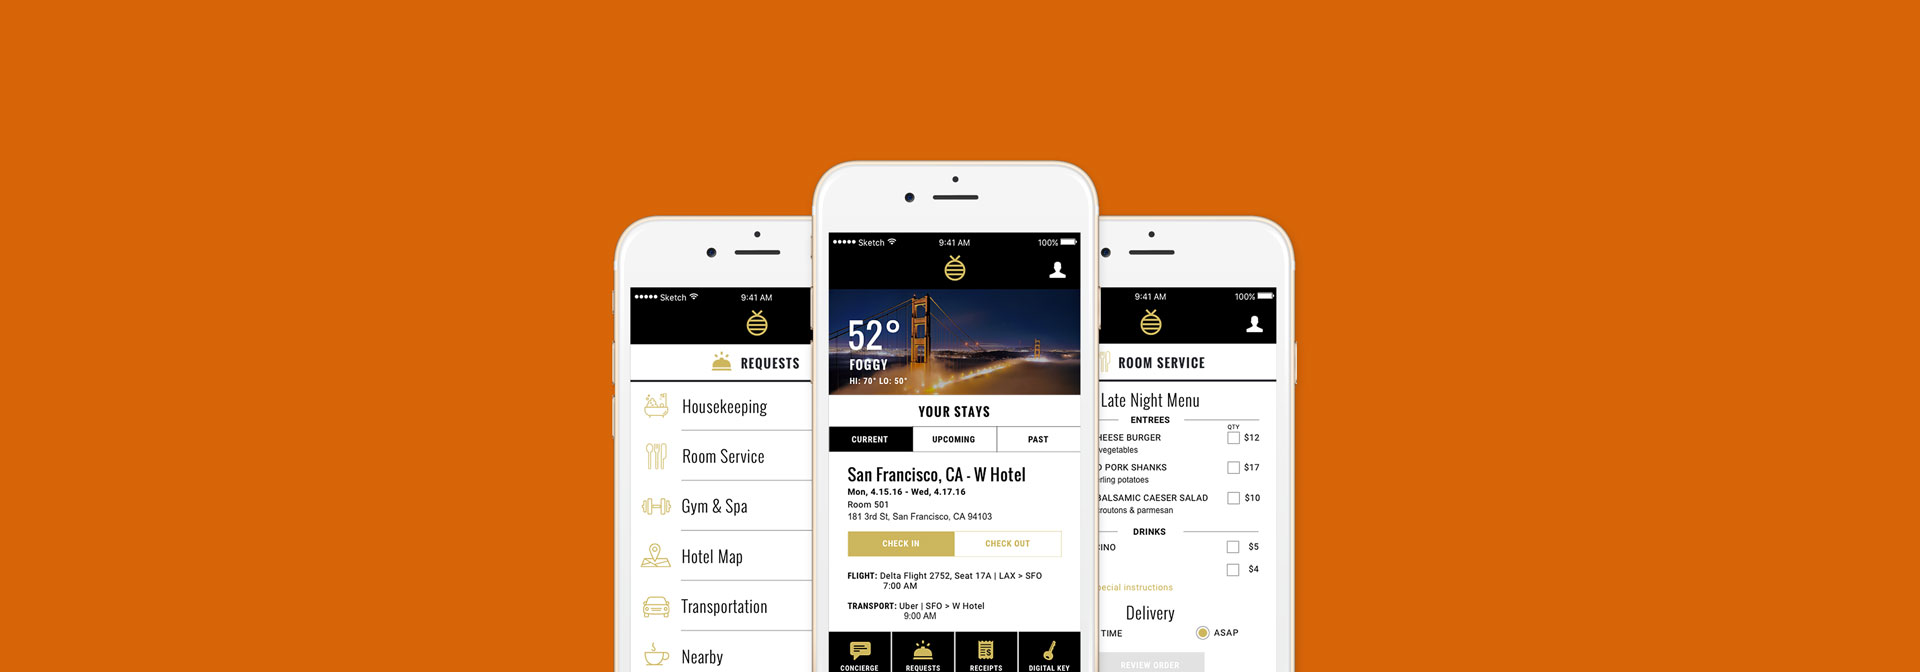 Sketch 9:41 AM
REQUESTS
Housekeeping
Room Service
Gym & Spa
Hotel Map
Transportation
Nearby
Sketch 9:41 AM 100%
52°
FOGGY
HI: 70° LO: 50°
YOUR STAYS
CURRENT UPCOMING PAST
San Francisco, CA - W Hotel
Mon, 4.15.16 - Wed, 4.17.16
Room 501
181 3rd St, San Francisco, CA 94103
CHECK IN CHECK OUT
FLIGHT: Delta Flight 2752, Seat 17A | LAX > SFO
7:00 AM
TRANSPORT: Uber | SFO > W Hotel
9:00 AM
CONCIERGE REQUESTS RECEIPTS DIGITAL KEY
9:41 AM 100%
ROOM SERVICE
Late Night Menu
ENTREES
QTY
HEESE BURGER $12
vegetables
PORK SHANKS $17
rling potatoes
BALSAMIC CAESER SALAD $10
croutons & parmesan
DRINKS
CINO $5
$4
pecial instructions
Delivery
TIME ASAP
REVIEW ORDER